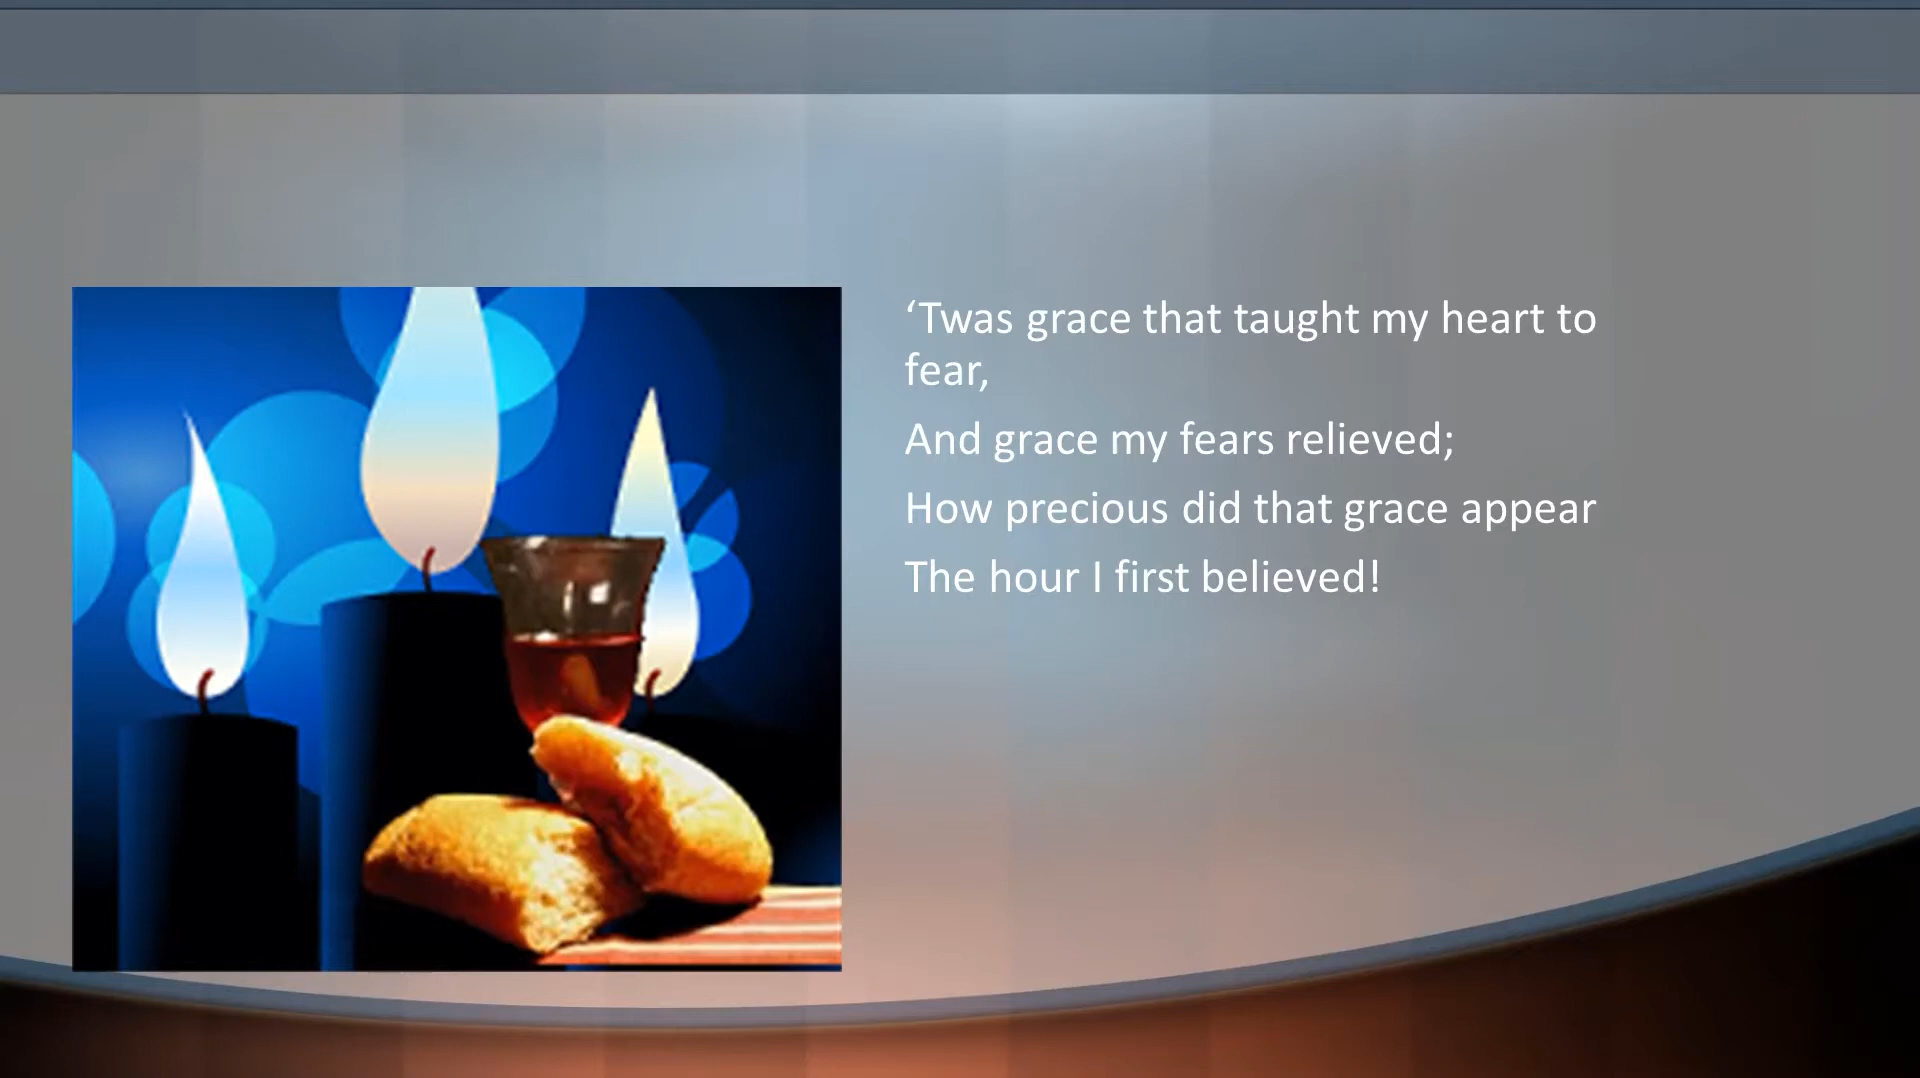 ‘Twas grace that taught my heart to
fear,
And grace my fears relieved;
How precious did that grace appear
The hour I first believed!